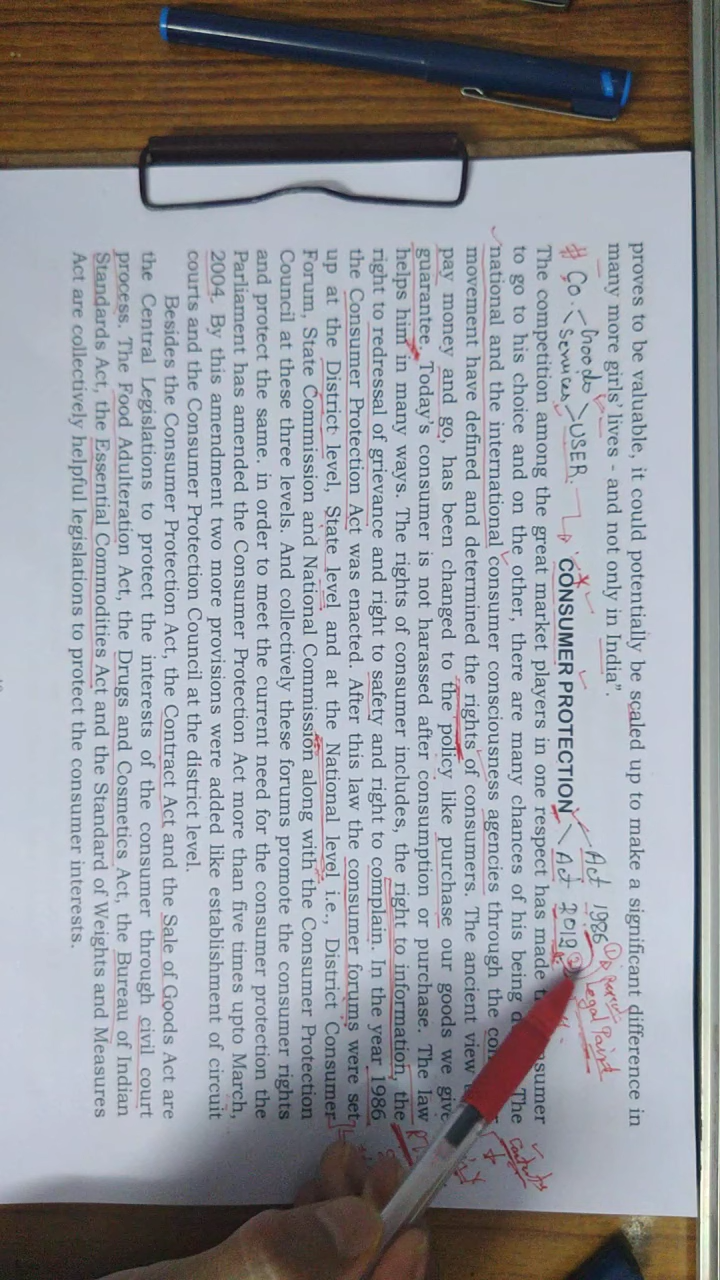 proves to be valuable, it could potentially be scaled up to make a significant difference in
many more girls' lives - and not only in India".
# Co. Goods Services USER. CONSUMER PROTECTION Act 1986 Act 2019
The competition among the great market players in one respect has made consumer
to go to his choice and on the other, there are many chances of his being The
national and the international consumer consciousness agencies through the
movement have defined and determined the rights of consumers. The ancient view
pay money and go, has been changed to the policy like purchase our goods we give
guarantee. Today's consumer is not harassed after consumption or purchase. The law
helps him in many ways. The rights of consumer includes, the right to information, the
right to redressal of grievance and right to safety and right to complain. In the year 1986
the Consumer Protection Act was enacted. After this law the consumer forums were set
up at the District level, State level and at the National level i.e., District Consumer
Forum, State Commission and National Commission along with the Consumer Protection
Council at these three levels. And collectively these forums promote the consumer rights
and protect the same. in order to meet the current need for the consumer protection the
Parliament has amended the Consumer Protection Act more than five times upto March,
2004. By this amendment two more provisions were added like establishment of circuit
courts and the Consumer Protection Council at the district level.
Besides the Consumer Protection Act, the Contract Act and the Sale of Goods Act are
the Central Legislations to protect the interests of the consumer through civil court
process. The Food Adulteration Act, the Drugs and Cosmetics Act, the Bureau of Indian
Standards Act, the Essential Commodities Act and the Standard of Weights and Measures
Act are collectively helpful legislations to protect the consumer interests.